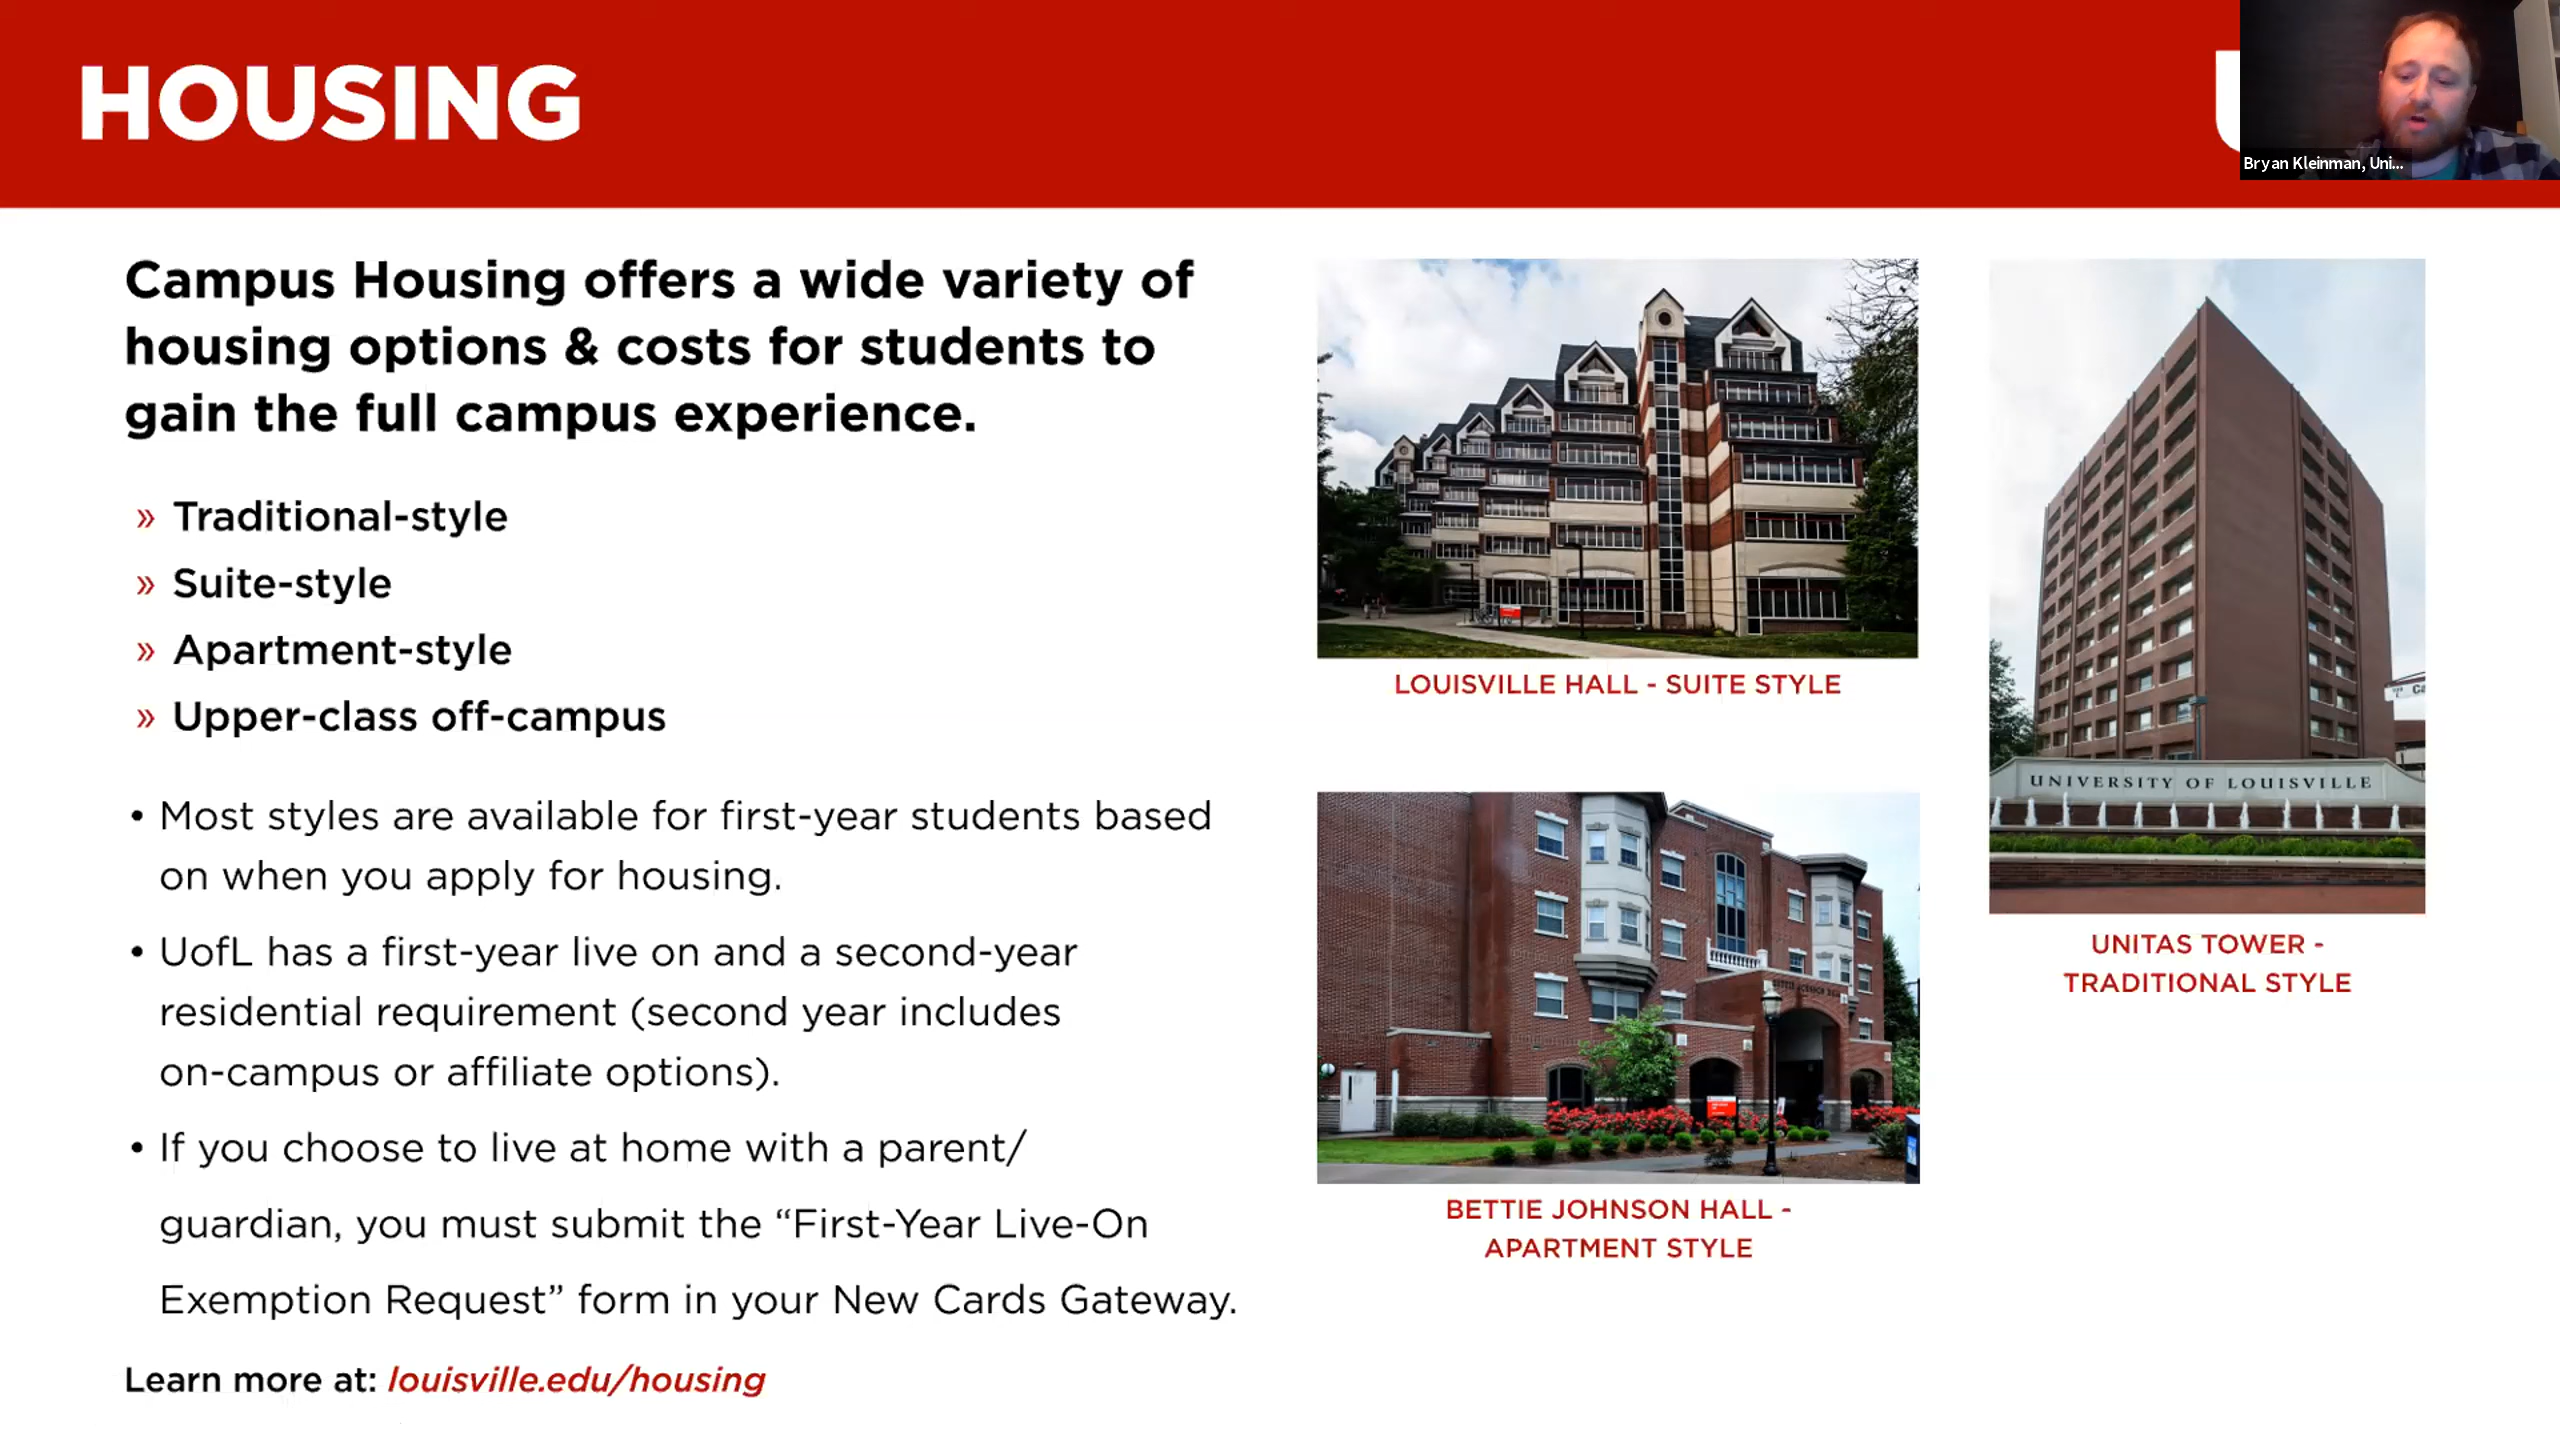 HOUSING
U
Bryan Kleinman, Uni...
Campus Housing offers a wide variety of
housing options & costs for students to
gain the full campus experience.
» Traditional-style
» Suite-style
» Apartment-style
» Upper-class off-campus
• Most styles are available for first-year students based
on when you apply for housing.
• UofL has a first-year live on and a second-year
residential requirement (second year includes
on-campus or affiliate options).
• If you choose to live at home with a parent/
guardian, you must submit the “First-Year Live-On
Exemption Request” form in your New Cards Gateway.
Learn more at: louisville.edu/housing
LOUISVILLE HALL - SUITE STYLE
BETTIE JOHNSON HALL
BETTIE JOHNSON HALL -
APARTMENT STYLE
UNIVERSITY OF LOUISVILLE
UNITAS TOWER -
TRADITIONAL STYLE